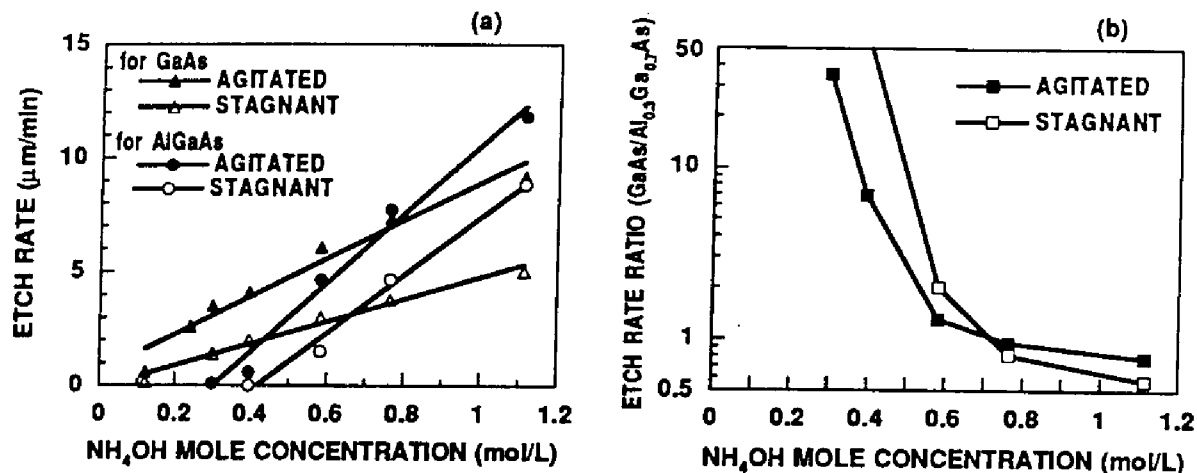 (a)
15
10
5
0
ETCH RATE (μm/min)
for GaAs
AGITATED
STAGNANT
for AlGaAs
AGITATED
STAGNANT
0 0.2 0.4 0.6 0.8 1 1.2
NH4OH MOLE CONCENTRATION (mol/L)
(b)
50
10
1
0.5
ETCH RATE RATIO (GaAs/Al0.3Ga0.7As)
AGITATED
STAGNANT
0 0.2 0.4 0.6 0.8 1 1.2
NH4OH MOLE CONCENTRATION (mol/L)